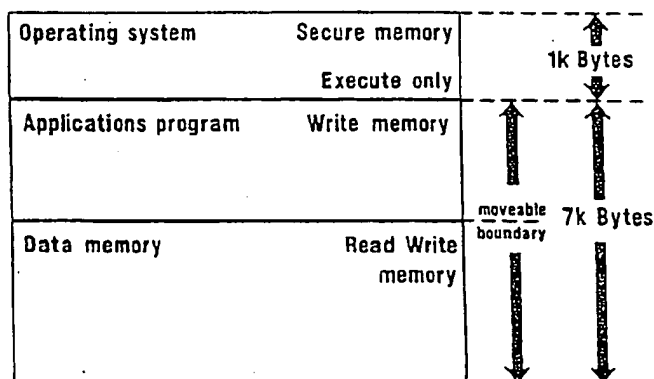 Operating system Secure memory
1k Bytes
Execute only
Applications program Write memory
moveable
boundary
7k Bytes
Data memory Read Write
memory